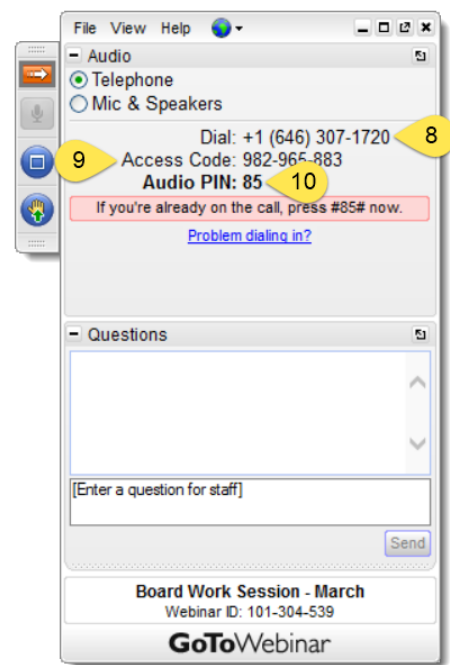 File View Help
Audio
Telephone
Mic & Speakers
Dial: +1 (646) 307-1720 8
9 Access Code: 982-965-883
Audio PIN: 85 10
If you're already on the call, press #85# now.
Problem dialing in?
Questions
[Enter a question for staff]
Send
Board Work Session - March
Webinar ID: 101-304-539
GoToWebinar